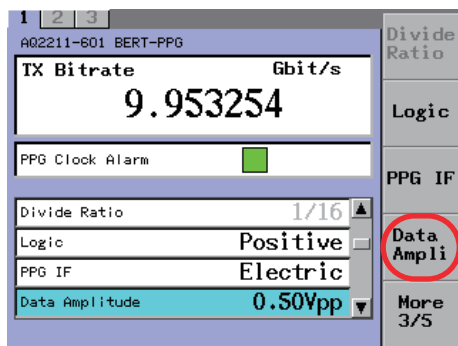 1 2 3
AQ2211-601 BERT-PPG
TX Bitrate Gbit/s
9.953254
PPG Clock Alarm
Divide Ratio 1/16
Logic Positive
PPG IF Electric
Data Amplitude 0.50Vpp
Divide
Ratio
Logic
PPG IF
Data
Ampli
More
3/5